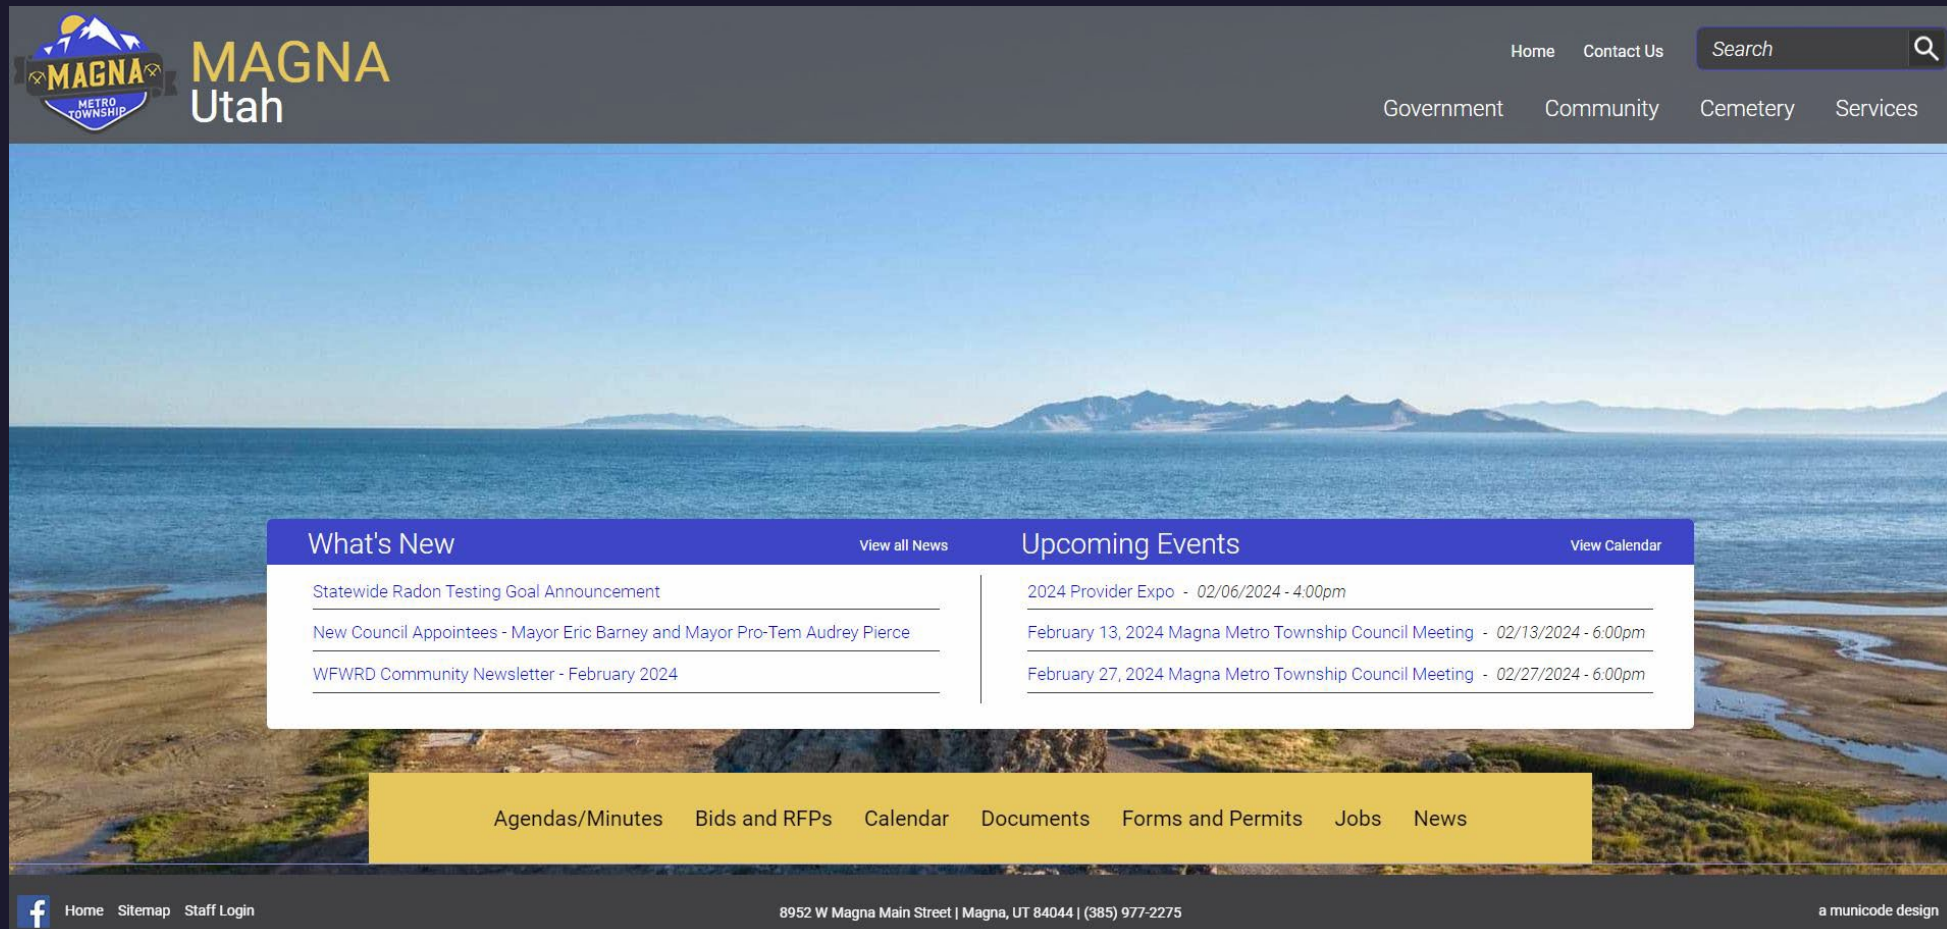 MAGNA
METRO
TOWNSHIP
MAGNA
Utah
Home Contact Us Search
Government Community Cemetery Services
What's New View all News
Statewide Radon Testing Goal Announcement
New Council Appointees - Mayor Eric Barney and Mayor Pro-Tem Audrey Pierce
WFWRD Community Newsletter - February 2024
Upcoming Events View Calendar
2024 Provider Expo - 02/06/2024 - 4:00pm
February 13, 2024 Magna Metro Township Council Meeting - 02/13/2024 - 6:00pm
February 27, 2024 Magna Metro Township Council Meeting - 02/27/2024 - 6:00pm
Agendas/Minutes Bids and RFPs Calendar Documents Forms and Permits Jobs News
f Home Sitemap Staff Login
8952 W Magna Main Street | Magna, UT 84044 | (385) 977-2275
a municode design